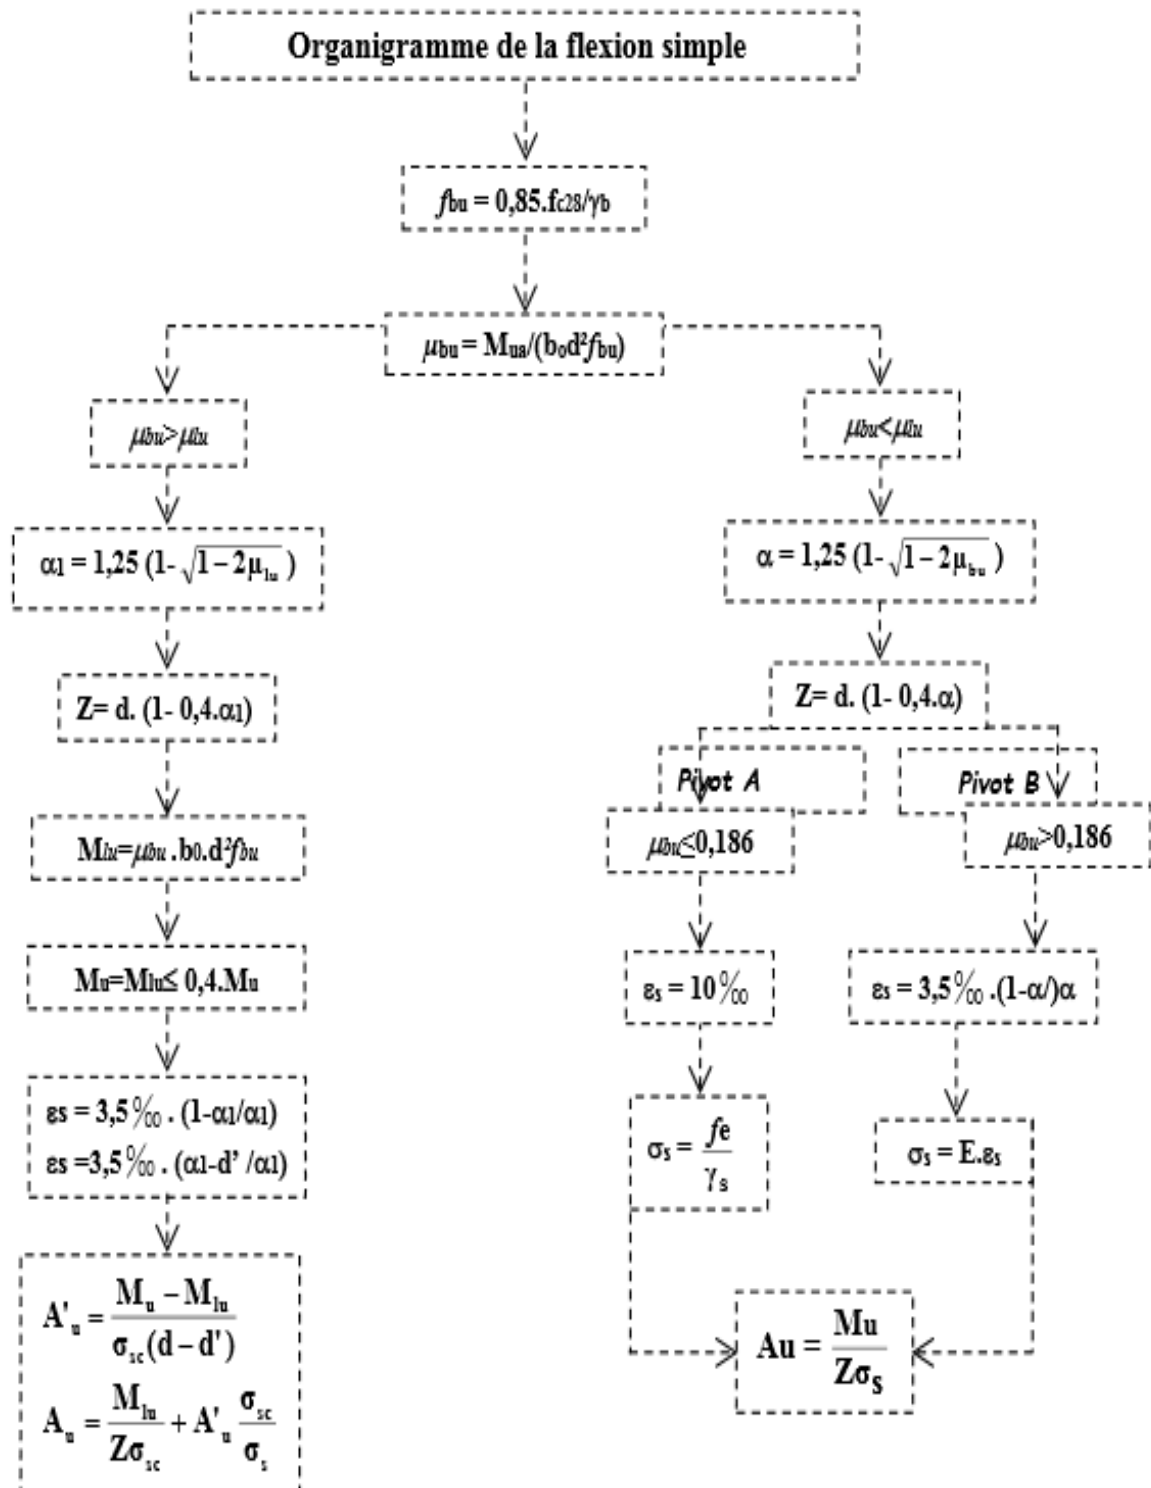 Organigramme de la flexion simple
fbu = 0,85.fc28/γb
μbu = Mua/(b0d²fbu)
μbu>μlu
μbu<μlu
α1 = 1,25 (1- √1 – 2μlu )
α = 1,25 (1- √1 – 2μbu )
Z= d. (1- 0,4.α1)
Z= d. (1- 0,4.α)
Pivot A
Pivot B
Mlu=μbu .b0.d²fbu
μbu≤0,186
μbu>0,186
Mu=Mlu≤ 0,4.Mu
εs = 10‰
εs = 3,5‰ .(1-α/)α
εs = 3,5‰ . (1-α1/α1)
εs =3,5‰ . (α1-d’ /α1)
σs = fe / γs
σs = E.εs
A'u = Mu – Mlu / σsc(d – d')
Au = Mlu / Zσsc + A'u σsc / σs
Au = Mu / ZσS